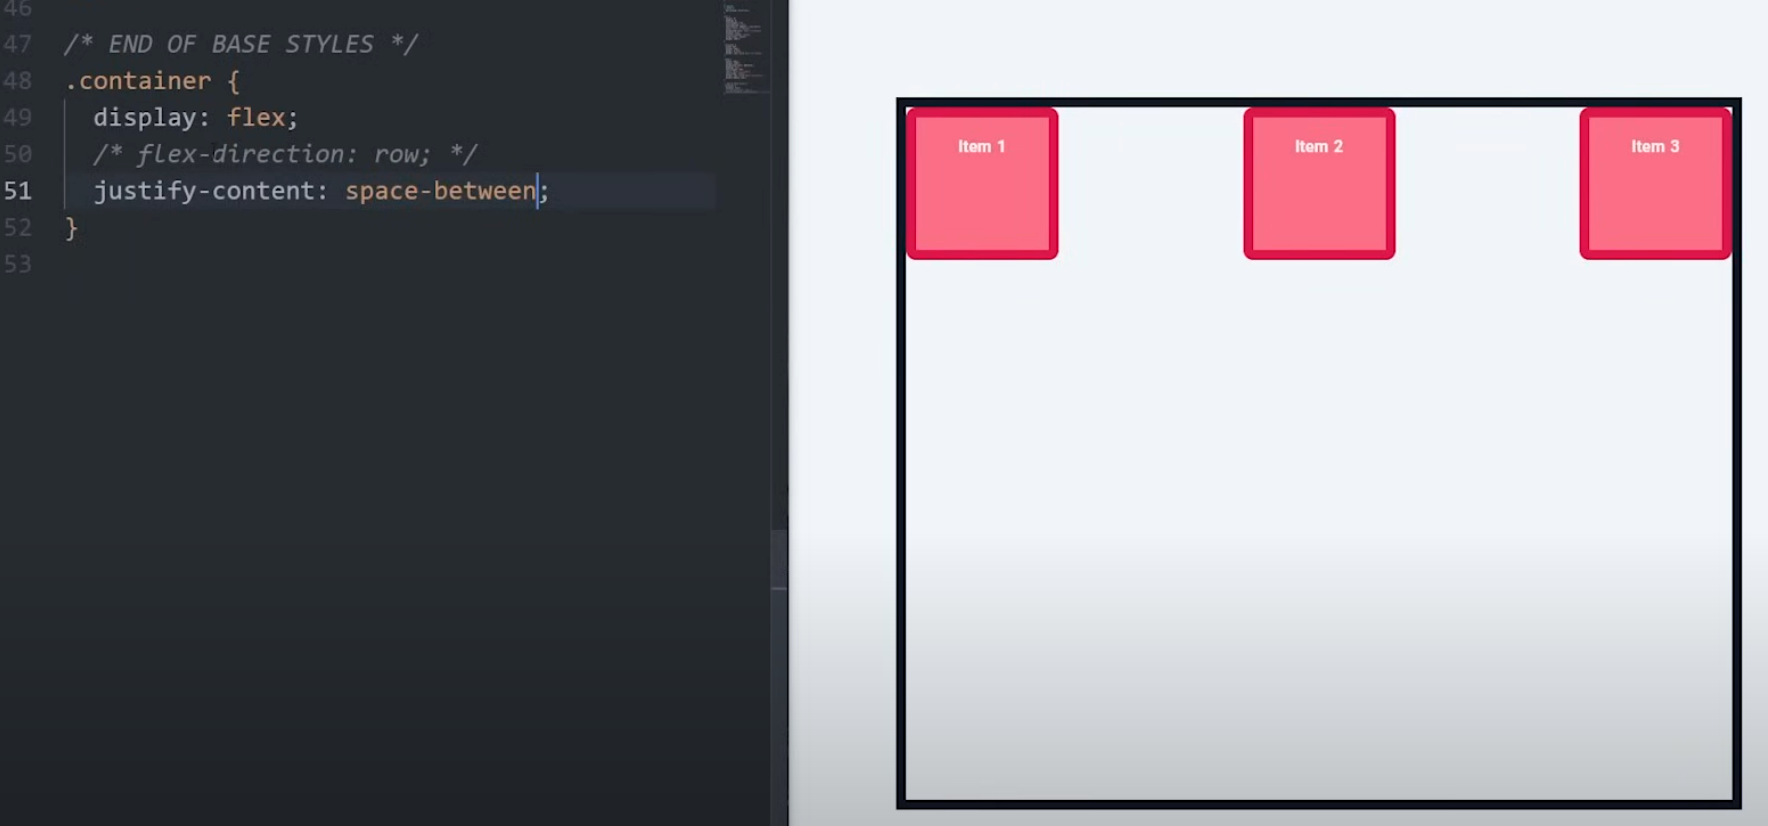 46
47 /* END OF BASE STYLES */
48 .container {
49 display: flex;
50 /* flex-direction: row; */
51 justify-content: space-between;
52 }
53
Item 1 Item 2 Item 3